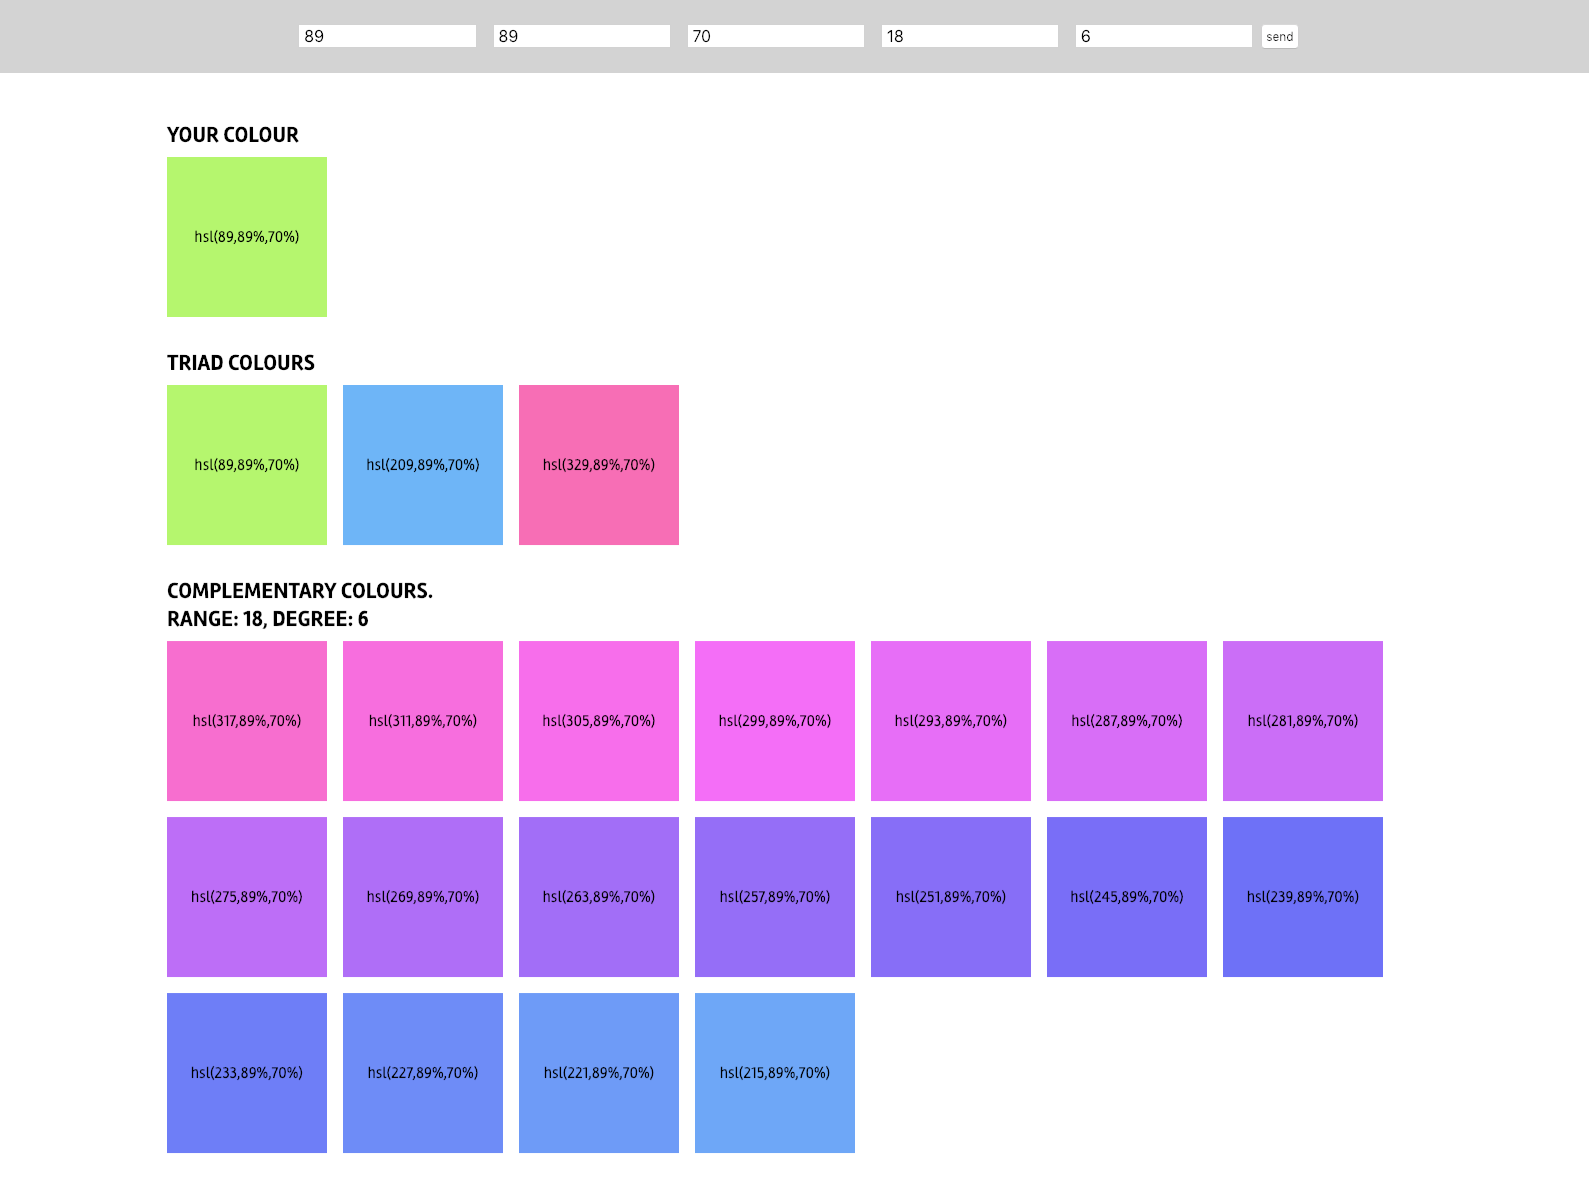 89 89 70 18 6 send
YOUR COLOUR
hsl(89,89%,70%)
TRIAD COLOURS
hsl(89,89%,70%) hsl(209,89%,70%) hsl(329,89%,70%)
COMPLEMENTARY COLOURS.
RANGE: 18, DEGREE: 6
hsl(317,89%,70%) hsl(311,89%,70%) hsl(305,89%,70%) hsl(299,89%,70%) hsl(293,89%,70%) hsl(287,89%,70%) hsl(281,89%,70%)
hsl(275,89%,70%) hsl(269,89%,70%) hsl(263,89%,70%) hsl(257,89%,70%) hsl(251,89%,70%) hsl(245,89%,70%) hsl(239,89%,70%)
hsl(233,89%,70%) hsl(227,89%,70%) hsl(221,89%,70%) hsl(215,89%,70%)